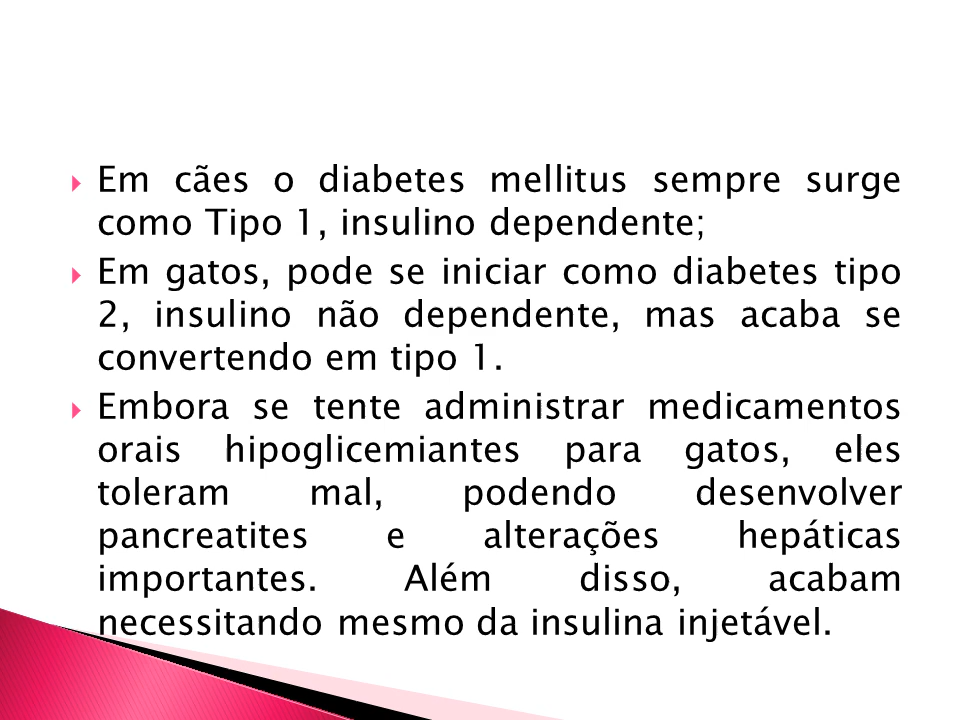 Em cães o diabetes mellitus sempre surge
como Tipo 1, insulino dependente;
Em gatos, pode se iniciar como diabetes tipo
2, insulino não dependente, mas acaba se
convertendo em tipo 1.
Embora se tente administrar medicamentos
orais hipoglicemiantes para gatos, eles
toleram mal, podendo desenvolver
pancreatites e alterações hepáticas
importantes. Além disso, acabam
necessitando mesmo da insulina injetável.